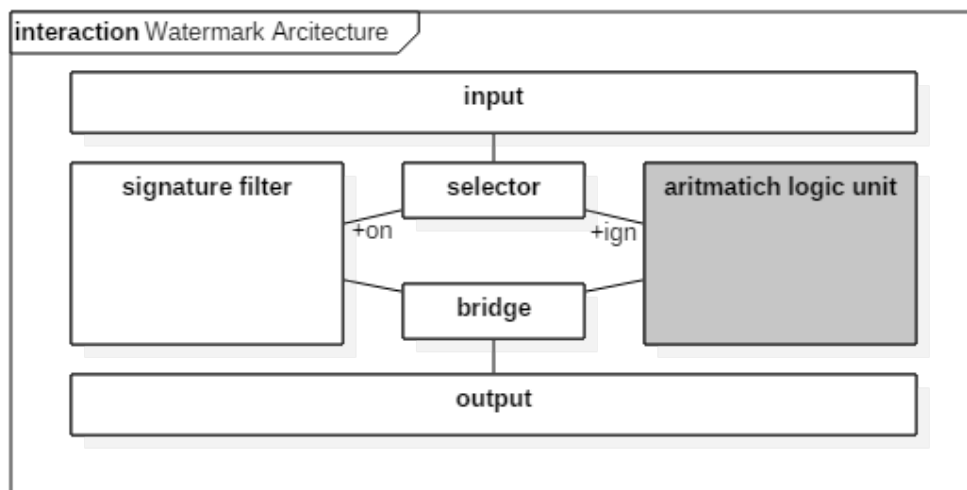 interaction Watermark Arcitecture
input
signature filter
selector
aritmatich logic unit
+on
+ign
bridge
output